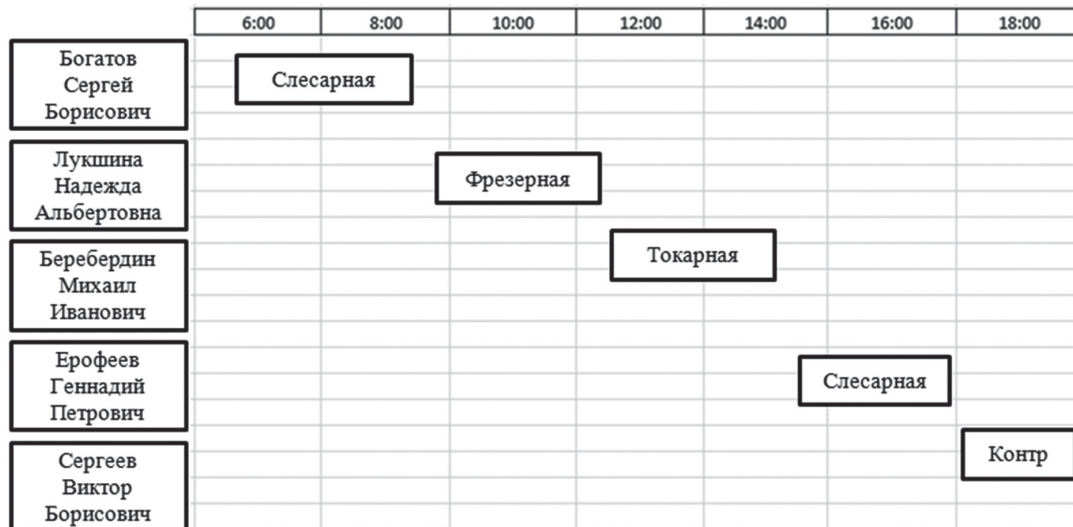 6:00 8:00 10:00 12:00 14:00 16:00 18:00
Богатов
Сергей
Борисович
Слесарная
Лукшина
Надежда
Альбертовна
Фрезерная
Беребердин
Михаил
Иванович
Токарная
Ерофеев
Геннадий
Петрович
Слесарная
Сергеев
Виктор
Борисович
Контр